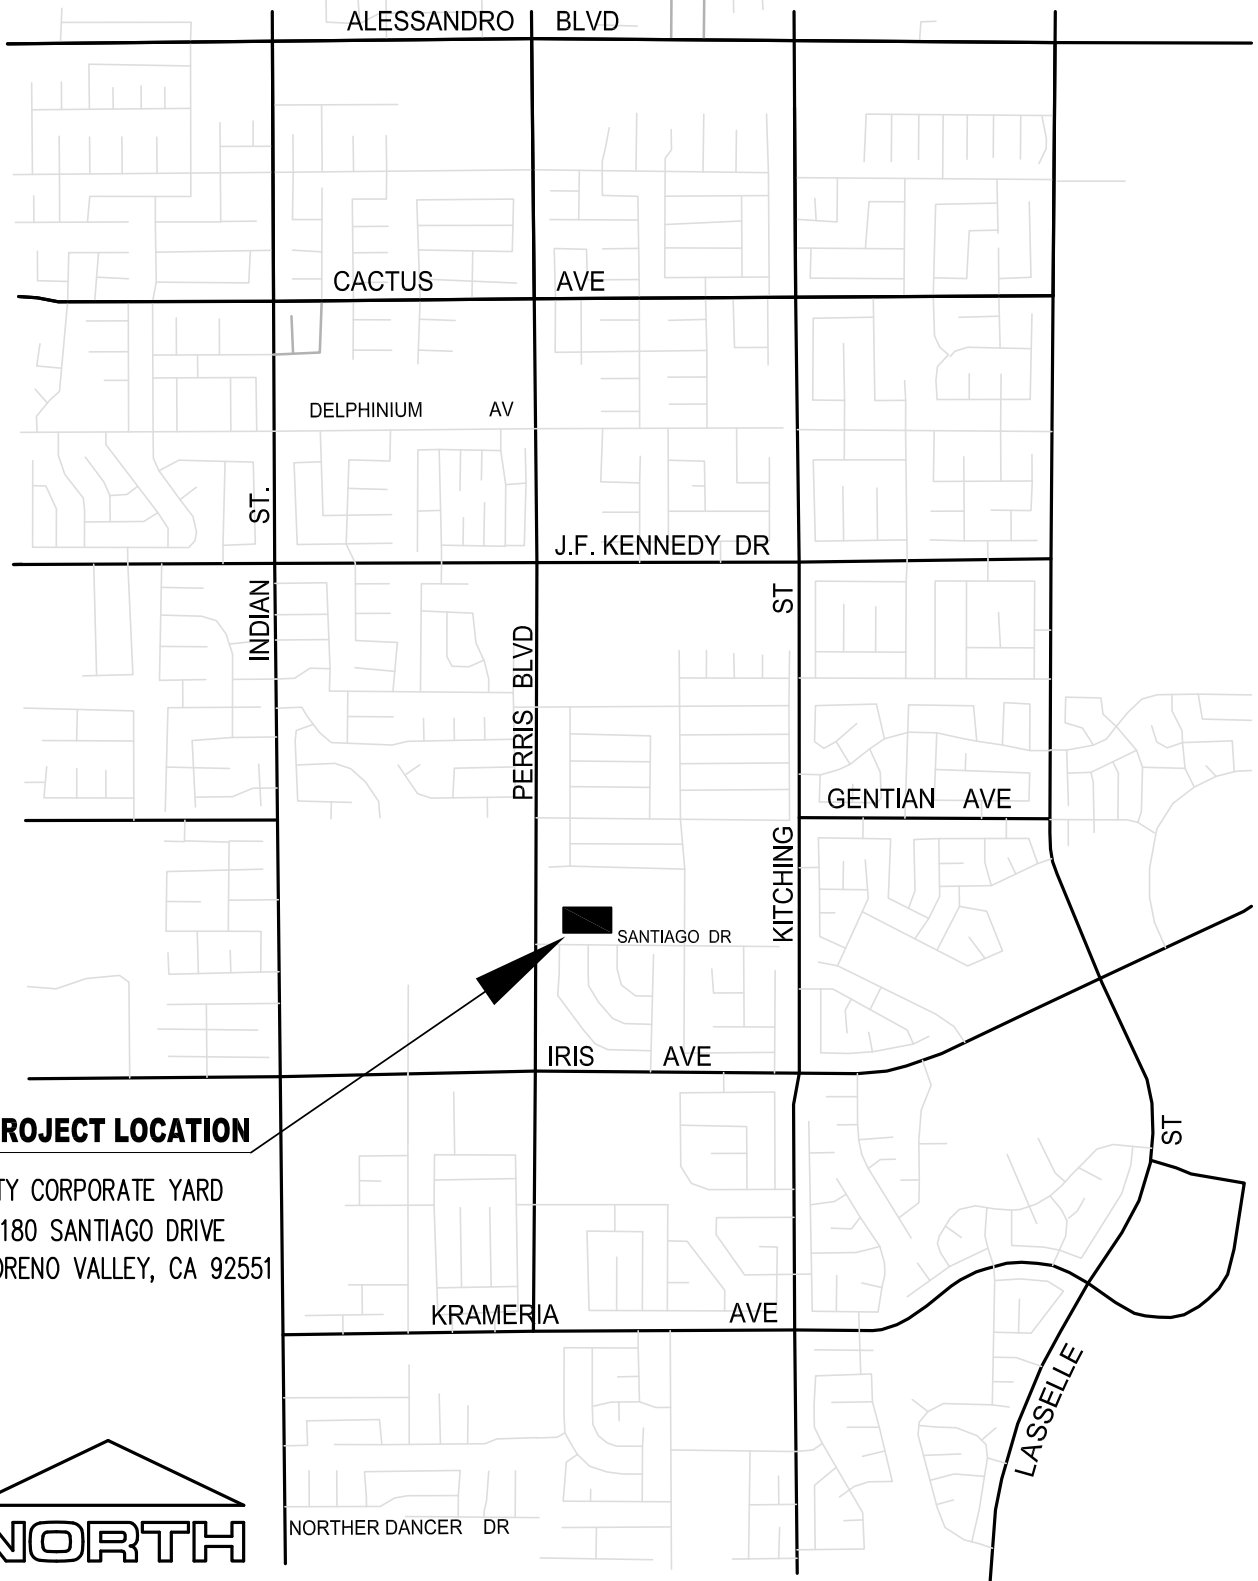 ALESSANDRO BLVD
CACTUS AVE
DELPHINIUM AV
INDIAN ST.
J.F. KENNEDY DR
PERRIS BLVD
KITCHING ST
GENTIAN AVE
SANTIAGO DR
IRIS AVE
ROJECT LOCATION
TY CORPORATE YARD
180 SANTIAGO DRIVE
ORENO VALLEY, CA 92551
KRAMERIA AVE
LASSELLE ST
NORTH
NORTHER DANCER DR